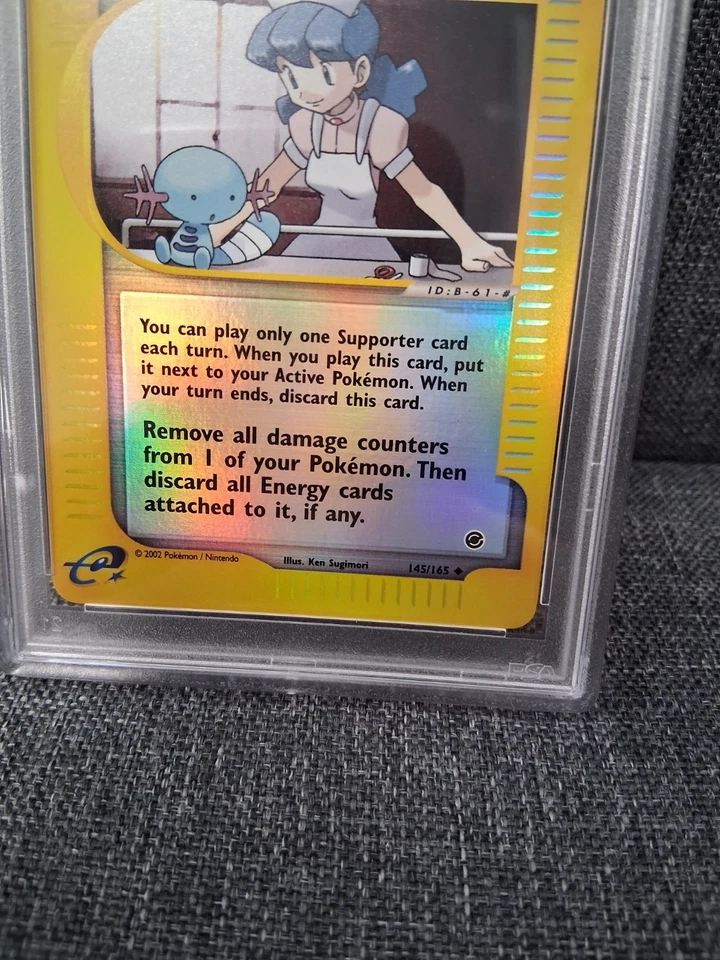 ID:B-61-#
You can play only one Supporter card
each turn. When you play this card, put
it next to your Active Pokémon. When
your turn ends, discard this card.
Remove all damage counters
from 1 of your Pokémon. Then
discard all Energy cards
attached to it, if any.
© 2002 Pokémon / Nintendo
Illus. Ken Sugimori
145/165
e
PSA